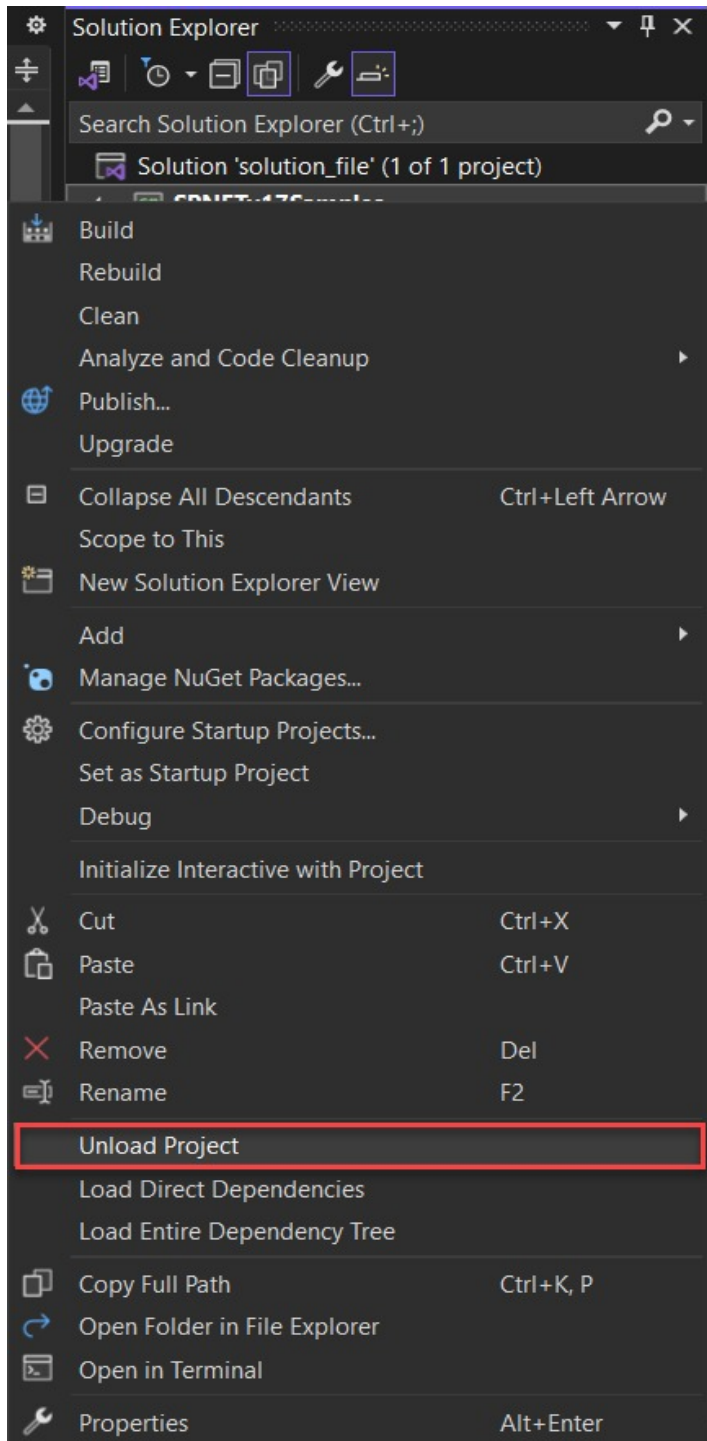 Solution Explorer
Search Solution Explorer (Ctrl+;)
Solution 'solution_file' (1 of 1 project)
Build
Rebuild
Clean
Analyze and Code Cleanup
Publish...
Upgrade
Collapse All Descendants Ctrl+Left Arrow
Scope to This
New Solution Explorer View
Add
Manage NuGet Packages...
Configure Startup Projects...
Set as Startup Project
Debug
Initialize Interactive with Project
Cut Ctrl+X
Paste Ctrl+V
Paste As Link
Remove Del
Rename F2
Unload Project
Load Direct Dependencies
Load Entire Dependency Tree
Copy Full Path Ctrl+K, P
Open Folder in File Explorer
Open in Terminal
Properties Alt+Enter